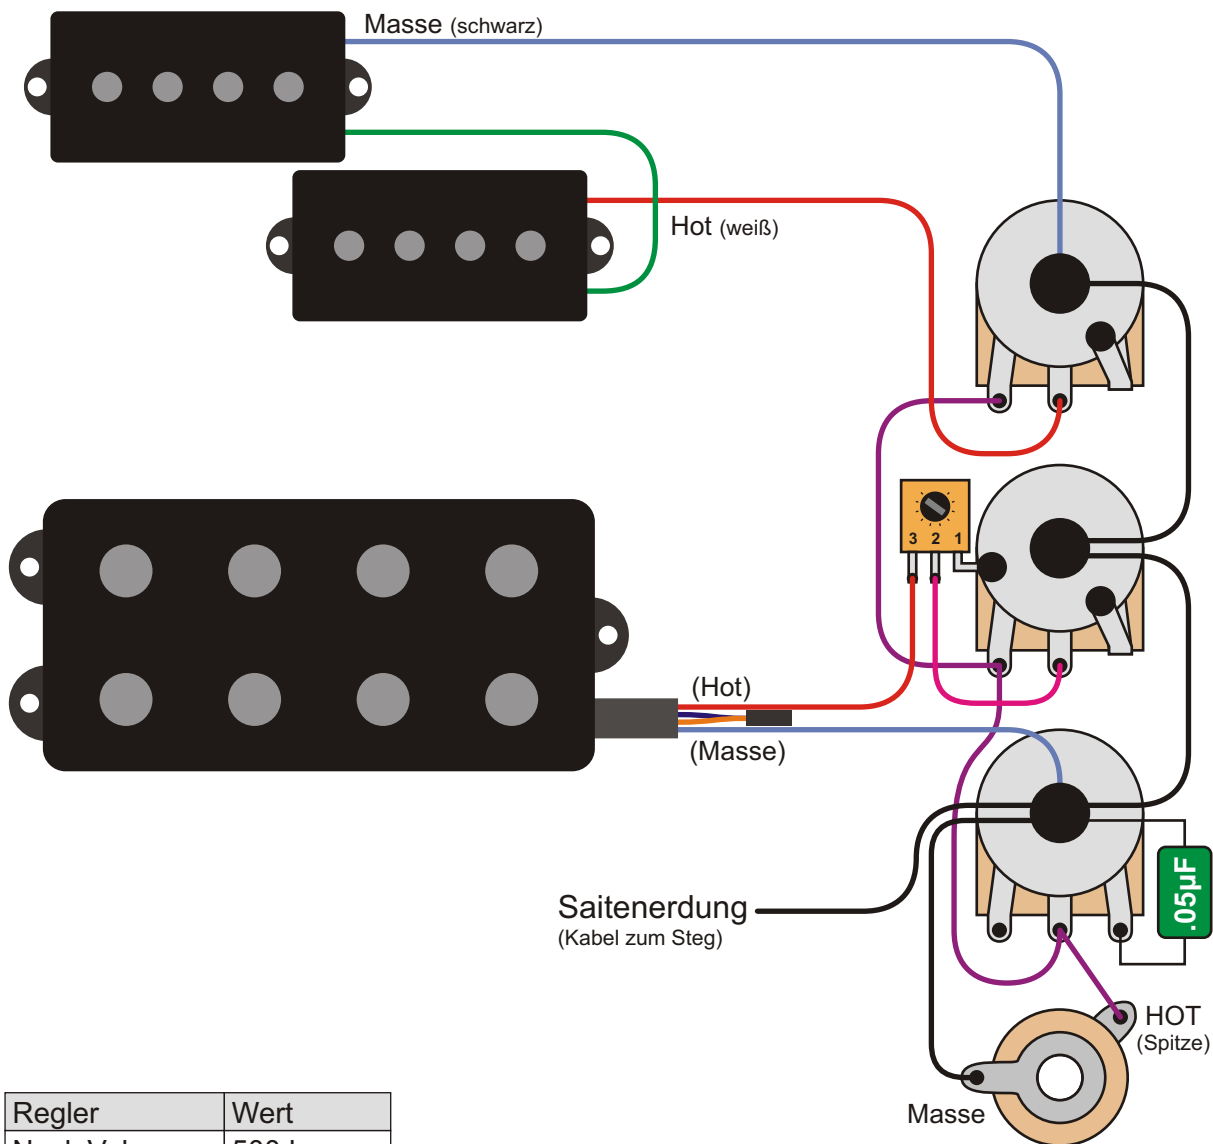 Masse (schwarz)
Hot (weiß)
3 2 1
(Hot)
(Masse)
.05µF
Saitenerdung
(Kabel zum Steg)
HOT
(Spitze)
Masse
Regler Wert